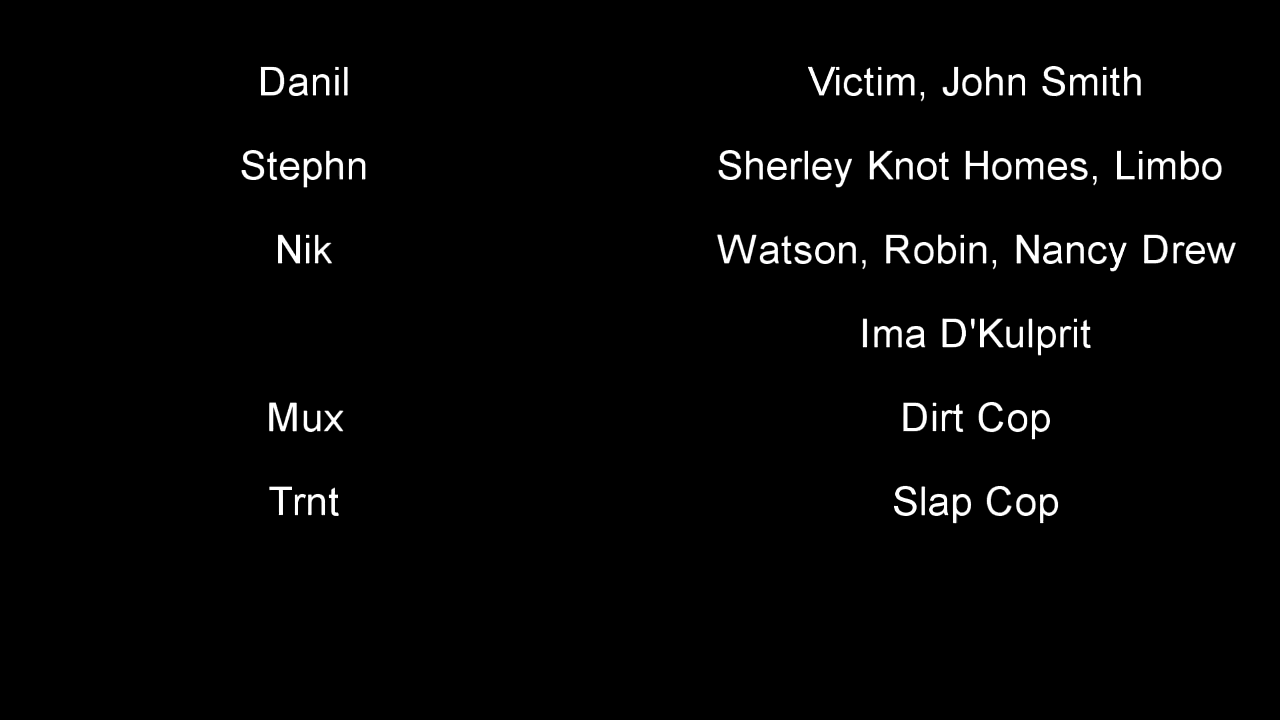 Danil Victim, John Smith
Stephn Sherley Knot Homes, Limbo
Nik Watson, Robin, Nancy Drew
Ima D'Kulprit
Mux Dirt Cop
Trnt Slap Cop